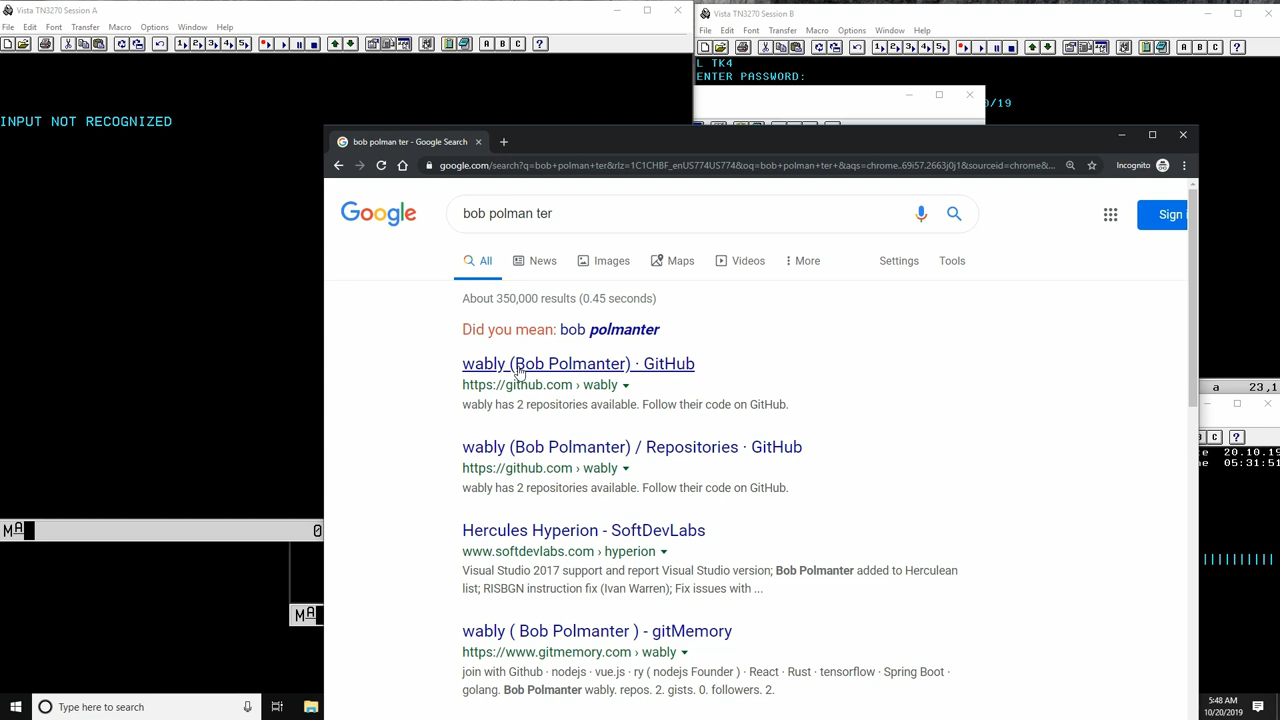 Vista TN3270 Session A
File Edit Font Transfer Macro Options Window Help
INPUT NOT RECOGNIZED
Vista TN3270 Session B
File Edit Font Transfer Macro Options Window Help
L TK4
ENTER PASSWORD:
0/19
bob polman ter - Google Search
google.com/search?q=bob+polman+ter&rlz=1C1CHBF_enUS774US774&oq=bob+polman+ter+&aqs=chrome..69i57.2663j0j1&sourceid=chrome&...
Incognito
Google
bob polman ter
Sign i
All News Images Maps Videos More Settings Tools
About 350,000 results (0.45 seconds)
Did you mean: bob polmanter
wably (Bob Polmanter) · GitHub
https://github.com › wably
wably has 2 repositories available. Follow their code on GitHub.
wably (Bob Polmanter) / Repositories · GitHub
https://github.com › wably
wably has 2 repositories available. Follow their code on GitHub.
Hercules Hyperion - SoftDevLabs
www.softdevlabs.com › hyperion
Visual Studio 2017 support and report Visual Studio version; Bob Polmanter added to Herculean
list; RISBGN instruction fix (Ivan Warren); Fix issues with ...
wably ( Bob Polmanter ) - gitMemory
https://www.gitmemory.com › wably
join with Github · nodejs · vue.js · ry ( nodejs Founder ) · React · Rust · tensorflow · Spring Boot ·
golang. Bob Polmanter wably. repos. 2. gists. 0. followers. 2.
a 23,1
B C ?
e 20.10.19
e 05:31:51
MA 0
MA
Type here to search
5:48 AM
10/20/2019